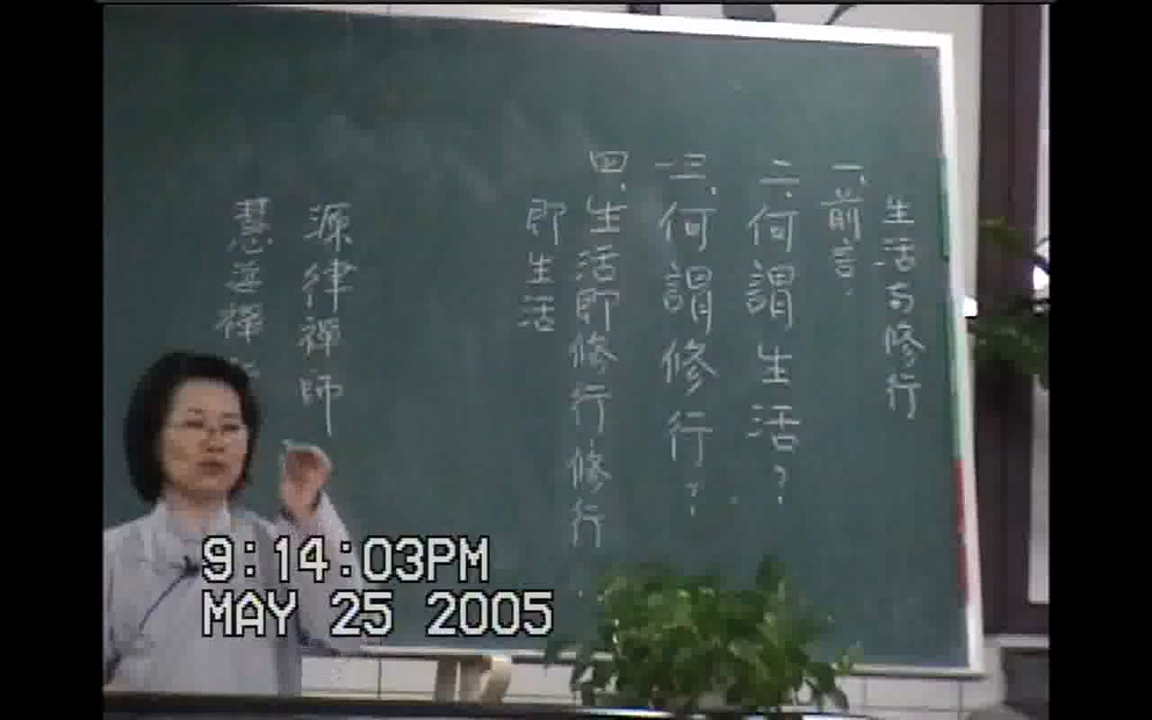 生活与修行
一、前言:
二、何謂生活?
三、何謂修行?
四、生活即修行修行
即生活
源律禪師
慧 禪
9:14:03PM
MAY 25 2005